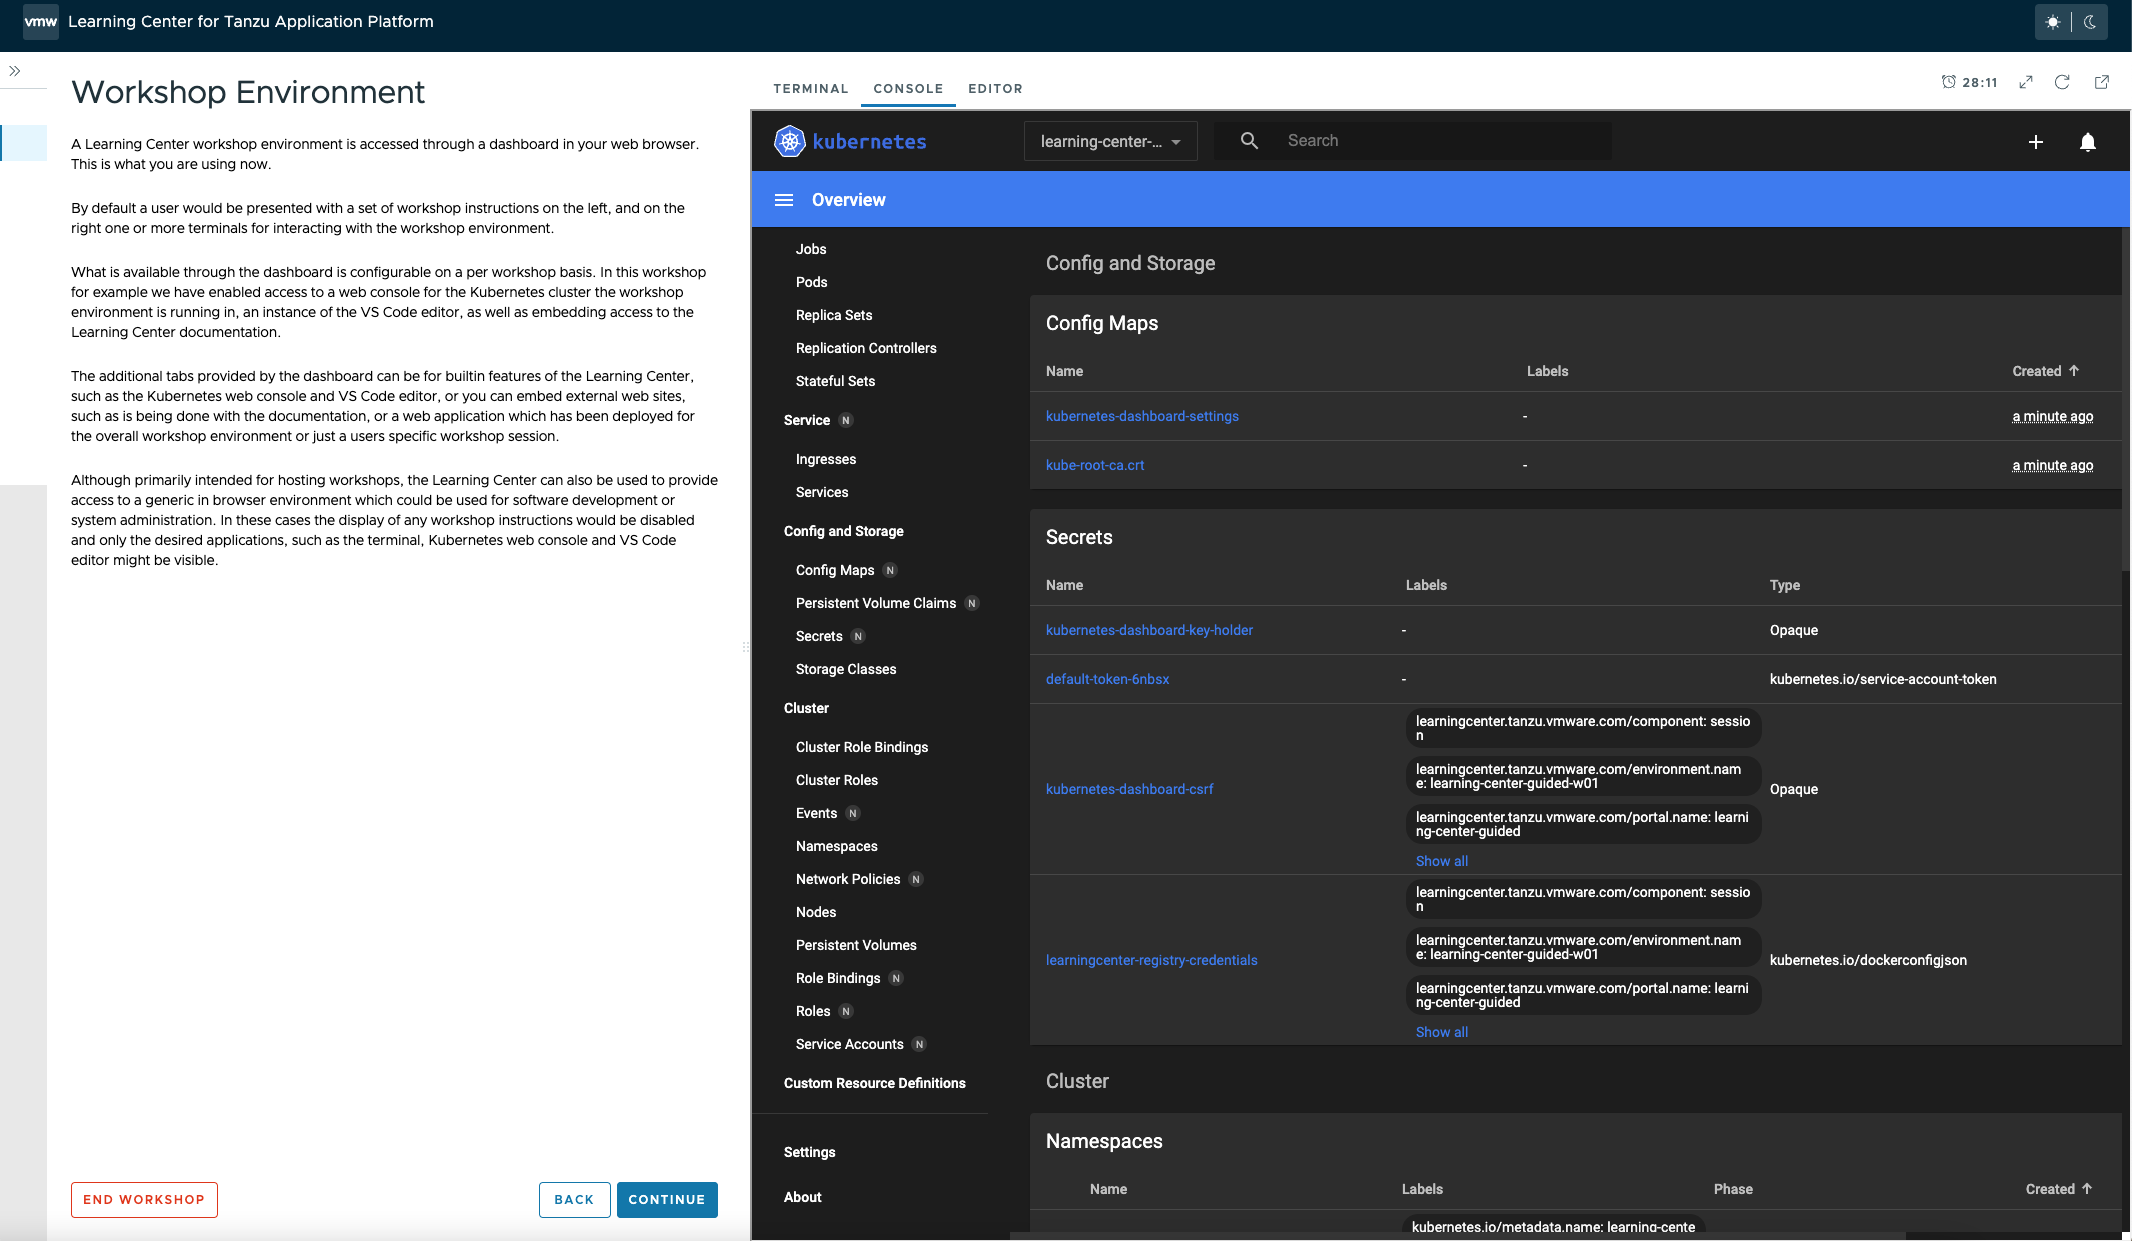 vmw Learning Center for Tanzu Application Platform
Workshop Environment
A Learning Center workshop environment is accessed through a dashboard in your web browser.
This is what you are using now.
By default a user would be presented with a set of workshop instructions on the left, and on the
right one or more terminals for interacting with the workshop environment.
What is available through the dashboard is configurable on a per workshop basis. In this workshop
for example we have enabled access to a web console for the Kubernetes cluster the workshop
environment is running in, an instance of the VS Code editor, as well as embedding access to the
Learning Center documentation.
The additional tabs provided by the dashboard can be for builtin features of the Learning Center,
such as the Kubernetes web console and VS Code editor, or you can embed external web sites,
such as is being done with the documentation, or a web application which has been deployed for
the overall workshop environment or just a users specific workshop session.
Although primarily intended for hosting workshops, the Learning Center can also be used to provide
access to a generic in browser environment which could be used for software development or
system administration. In these cases the display of any workshop instructions would be disabled
and only the desired applications, such as the terminal, Kubernetes web console and VS Code
editor might be visible.
END WORKSHOP BACK CONTINUE
TERMINAL CONSOLE EDITOR 28:11
kubernetes learning-center-... Search
Overview
Jobs
Pods
Replica Sets
Replication Controllers
Stateful Sets
Service N
Ingresses
Services
Config and Storage
Config Maps N
Persistent Volume Claims N
Secrets N
Storage Classes
Cluster
Cluster Role Bindings
Cluster Roles
Events N
Namespaces
Network Policies N
Nodes
Persistent Volumes
Role Bindings N
Roles N
Service Accounts N
Custom Resource Definitions
Settings
About
Config and Storage
Config Maps
Name Labels Created
kubernetes-dashboard-settings - a minute ago
kube-root-ca.crt - a minute ago
Secrets
Name Labels Type
kubernetes-dashboard-key-holder - Opaque
default-token-6nbsx - kubernetes.io/service-account-token
learningcenter.tanzu.vmware.com/component: sessio
n
learningcenter.tanzu.vmware.com/environment.nam
e: learning-center-guided-w01
kubernetes-dashboard-csrf Opaque
learningcenter.tanzu.vmware.com/portal.name: learni
ng-center-guided
Show all
learningcenter.tanzu.vmware.com/component: sessio
n
learningcenter.tanzu.vmware.com/environment.nam
e: learning-center-guided-w01
learningcenter-registry-credentials kubernetes.io/dockerconfigjson
learningcenter.tanzu.vmware.com/portal.name: learni
ng-center-guided
Show all
Cluster
Namespaces
Name Labels Phase Created
kubernetes.io/metadata.name: learning-cente